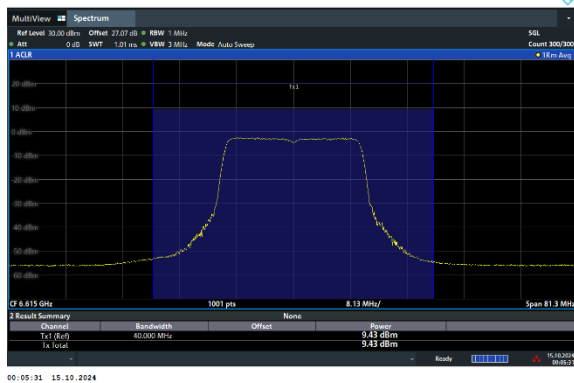 MultiView Spectrum
Ref Level 30.00 dBm Offset 27.07 dB RBW 1 MHz SGL
Att 0 dB SWT 1.01 ms VBW 3 MHz Mode Auto Sweep Count 300/300
1 ACLR 1Rm Avg
20 dBm
Tx1
10 dBm
0 dBm
-10 dBm
-20 dBm
-30 dBm
-40 dBm
-50 dBm
-60 dBm
CF 6.615 GHz 1001 pts 8.13 MHz/ Span 81.3 MHz
2 Result Summary None
Channel Bandwidth Offset Power
Tx1 (Ref) 40.000 MHz 9.43 dBm
Tx Total 9.43 dBm
Ready 15.10.2024
00:05:31
00:05:31 15.10.2024